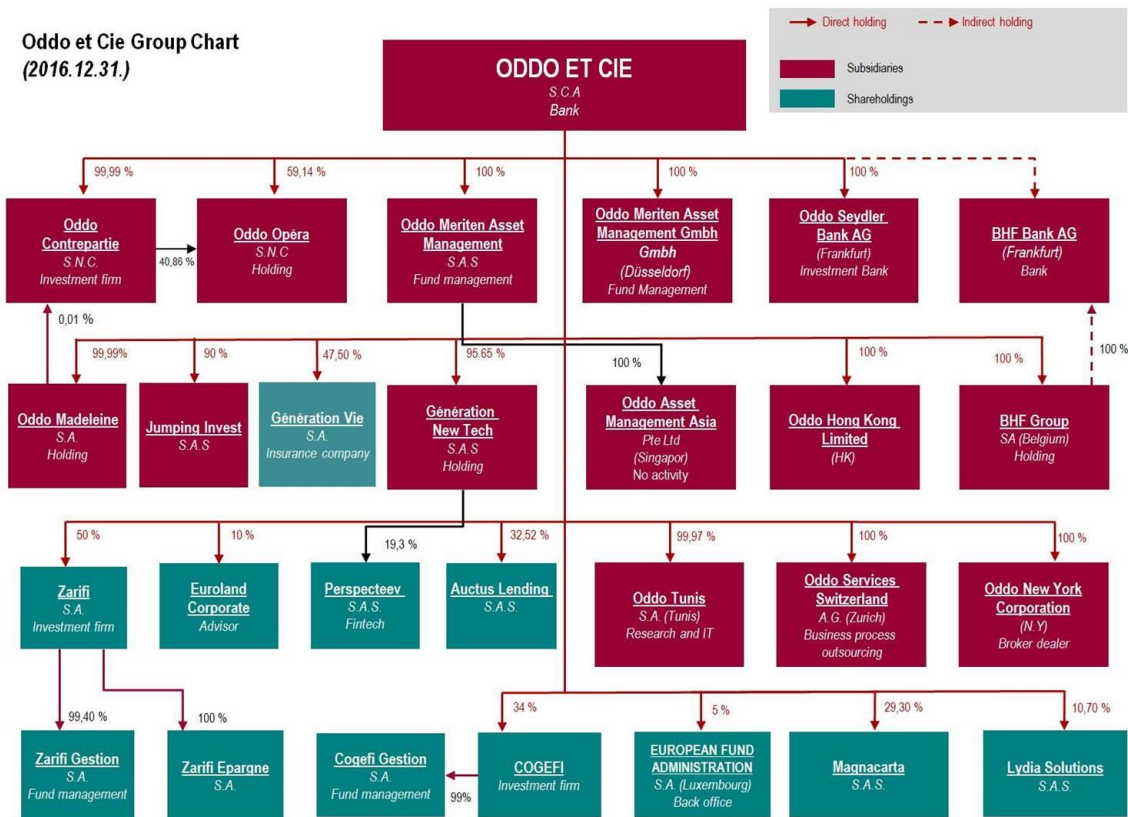 Oddo et Cie Group Chart
(2016.12.31.)
Direct holding
Indirect holding
Subsidiaries
Shareholdings
ODDO ET CIE
S.C.A
Bank
99,99 %
59,14 %
100 %
100 %
100 %
100 %
Oddo
Contrepartie
S.N.C.
Investment firm
40,86 %
Oddo Opéra
S.N.C
Holding
Oddo Meriten Asset
Management
S.A.S
Fund management
Oddo Meriten Asset
Management Gmbh
Gmbh
(Düsseldorf)
Fund Management
Oddo Seydler
Bank AG
(Frankfurt)
Investment Bank
BHF Bank AG
(Frankfurt)
Bank
0,01 %
99,99%
90 %
47,50 %
95.65 %
100 %
100 %
100 %
100 %
Oddo Madeleine
S.A.
Holding
Jumping Invest
S.A.S
Génération Vie
S.A.
Insurance company
Génération
New Tech
S.A.S
Holding
Oddo Asset
Management Asia
Pte Ltd
(Singapor)
No activity
Oddo Hong Kong
Limited
(HK)
BHF Group
SA (Belgium)
Holding
50 %
10 %
19,3 %
32,52 %
99,97 %
100 %
100 %
Zarifi
S.A.
Investment firm
Euroland
Corporate
Advisor
Perspecteev
S.A.S.
Fintech
Auctus Lending
S.A.S.
Oddo Tunis
S.A. (Tunis)
Research and IT
Oddo Services
Switzerland
A.G. (Zurich)
Business process
outsourcing
Oddo New York
Corporation
(N.Y)
Broker dealer
99,40 %
100 %
34 %
5 %
29,30 %
10,70 %
Zarifi Gestion
S.A.
Fund management
Zarifi Epargne
S.A.
Cogefi Gestion
S.A.
Fund management
99%
COGEFI
Investment firm
EUROPEAN FUND
ADMINISTRATION
S.A. (Luxembourg)
Back office
Magnacarta
S.A.S.
Lydia Solutions
S.A.S.